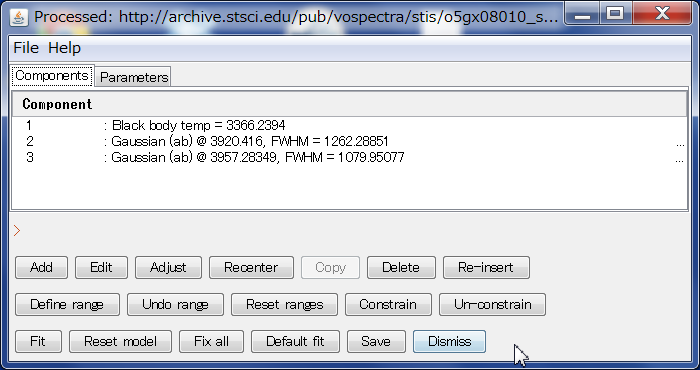 Processed: http://archive.stsci.edu/pub/vospectra/stis/o5gx08010_s...
File Help
Components Parameters
Component
1 : Black body temp = 3366.2394
2 : Gaussian (ab) @ 3920.416, FWHM = 1262.28851 ...
3 : Gaussian (ab) @ 3957.28349, FWHM = 1079.95077 ...
>
Add Edit Adjust Recenter Copy Delete Re-insert
Define range Undo range Reset ranges Constrain Un-constrain
Fit Reset model Fix all Default fit Save Dismiss